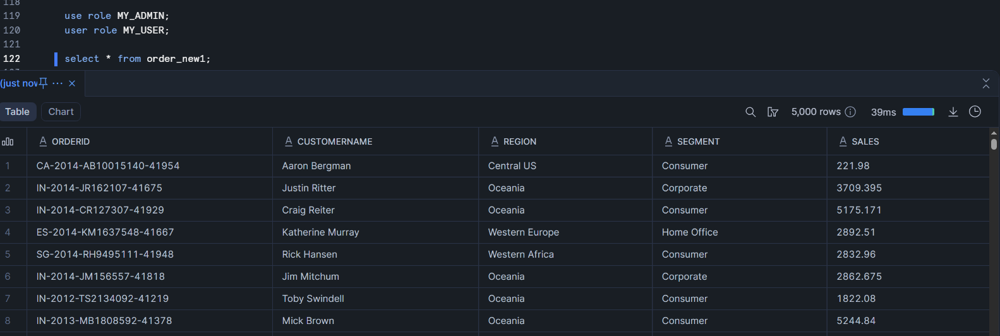 118
119 use role MY_ADMIN;
120 user role MY_USER;
121
122 select * from order_new1;
(just now ··· ×
Table Chart 5,000 rows 39ms
A ORDERID A CUSTOMERNAME A REGION A SEGMENT A SALES
1 CA-2014-AB10015140-41954 Aaron Bergman Central US Consumer 221.98
2 IN-2014-JR162107-41675 Justin Ritter Oceania Corporate 3709.395
3 IN-2014-CR127307-41929 Craig Reiter Oceania Consumer 5175.171
4 ES-2014-KM1637548-41667 Katherine Murray Western Europe Home Office 2892.51
5 SG-2014-RH9495111-41948 Rick Hansen Western Africa Consumer 2832.96
6 IN-2014-JM156557-41818 Jim Mitchum Oceania Corporate 2862.675
7 IN-2012-TS2134092-41219 Toby Swindell Oceania Consumer 1822.08
8 IN-2013-MB1808592-41378 Mick Brown Oceania Consumer 5244.84